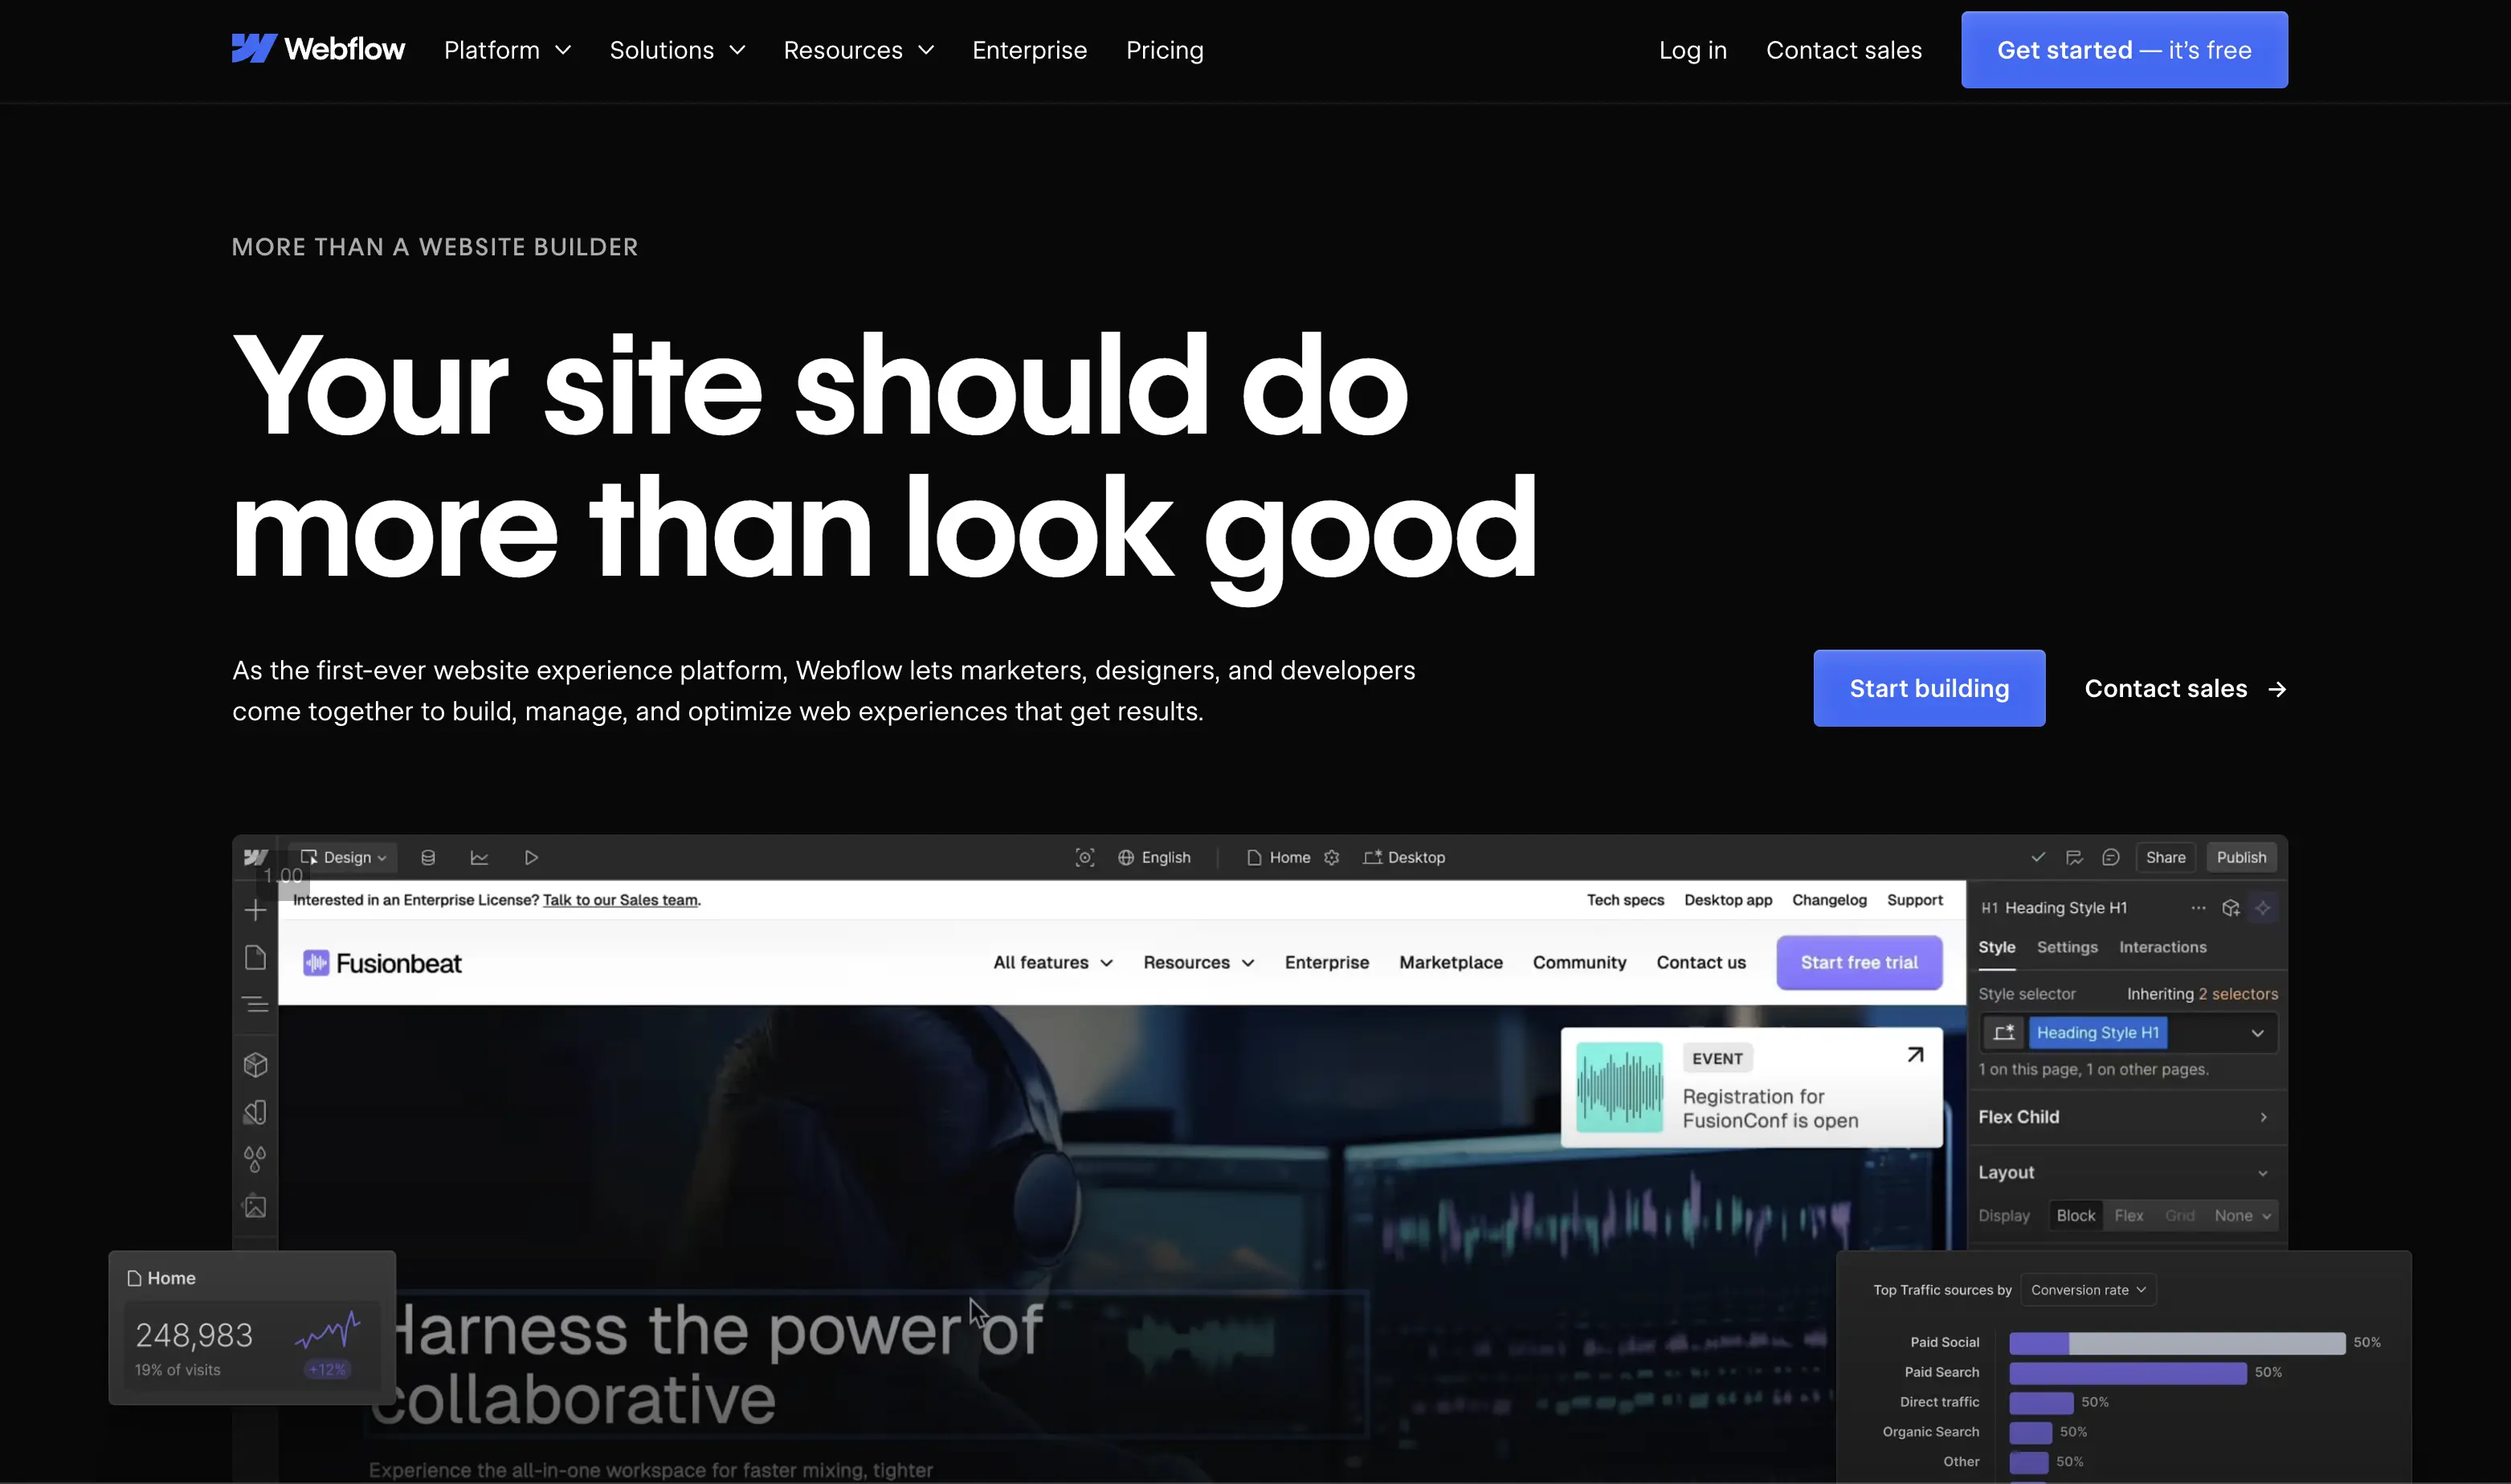 Webflow
Platform
Solutions
Resources
Enterprise
Pricing
Log in
Contact sales
Get started — it's free
MORE THAN A WEBSITE BUILDER
Your site should do
more than look good
As the first-ever website experience platform, Webflow lets marketers, designers, and developers
come together to build, manage, and optimize web experiences that get results.
Start building
Contact sales →
Design
English
Home
Desktop
Share
Publish
1.00
Interested in an Enterprise License? Talk to our Sales team.
Tech specs
Desktop app
Changelog
Support
Fusionbeat
All features
Resources
Enterprise
Marketplace
Community
Contact us
Start free trial
EVENT
Registration for
FusionConf is open
Harness the power of
collaborative
Experience the all-in-one workspace for faster mixing, tighter
H1 Heading Style H1
Style
Settings
Interactions
Style selector
Inheriting 2 selectors
Heading Style H1
1 on this page, 1 on other pages.
Flex Child
Layout
Display
Block
Flex
Grid
None
Home
248,983
19% of visits
+12%
Top Traffic sources by
Conversion rate
Paid Social 50%
Paid Search 50%
Direct traffic 50%
Organic Search 50%
Other 50%